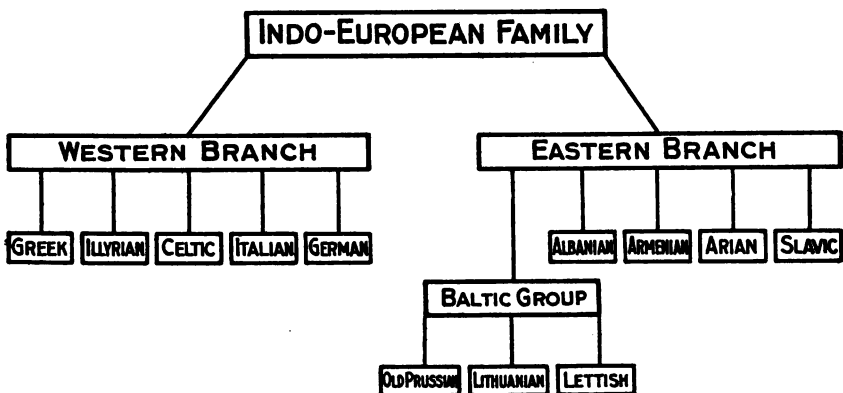 INDO-EUROPEAN FAMILY
WESTERN BRANCH
EASTERN BRANCH
GREEK
ILLYRIAN
CELTIC
ITALIAN
GERMAN
ALBANIAN
ARMENIAN
ARIAN
SLAVIC
BALTIC GROUP
OLD PRUSSIAN
LITHUANIAN
LETTISH